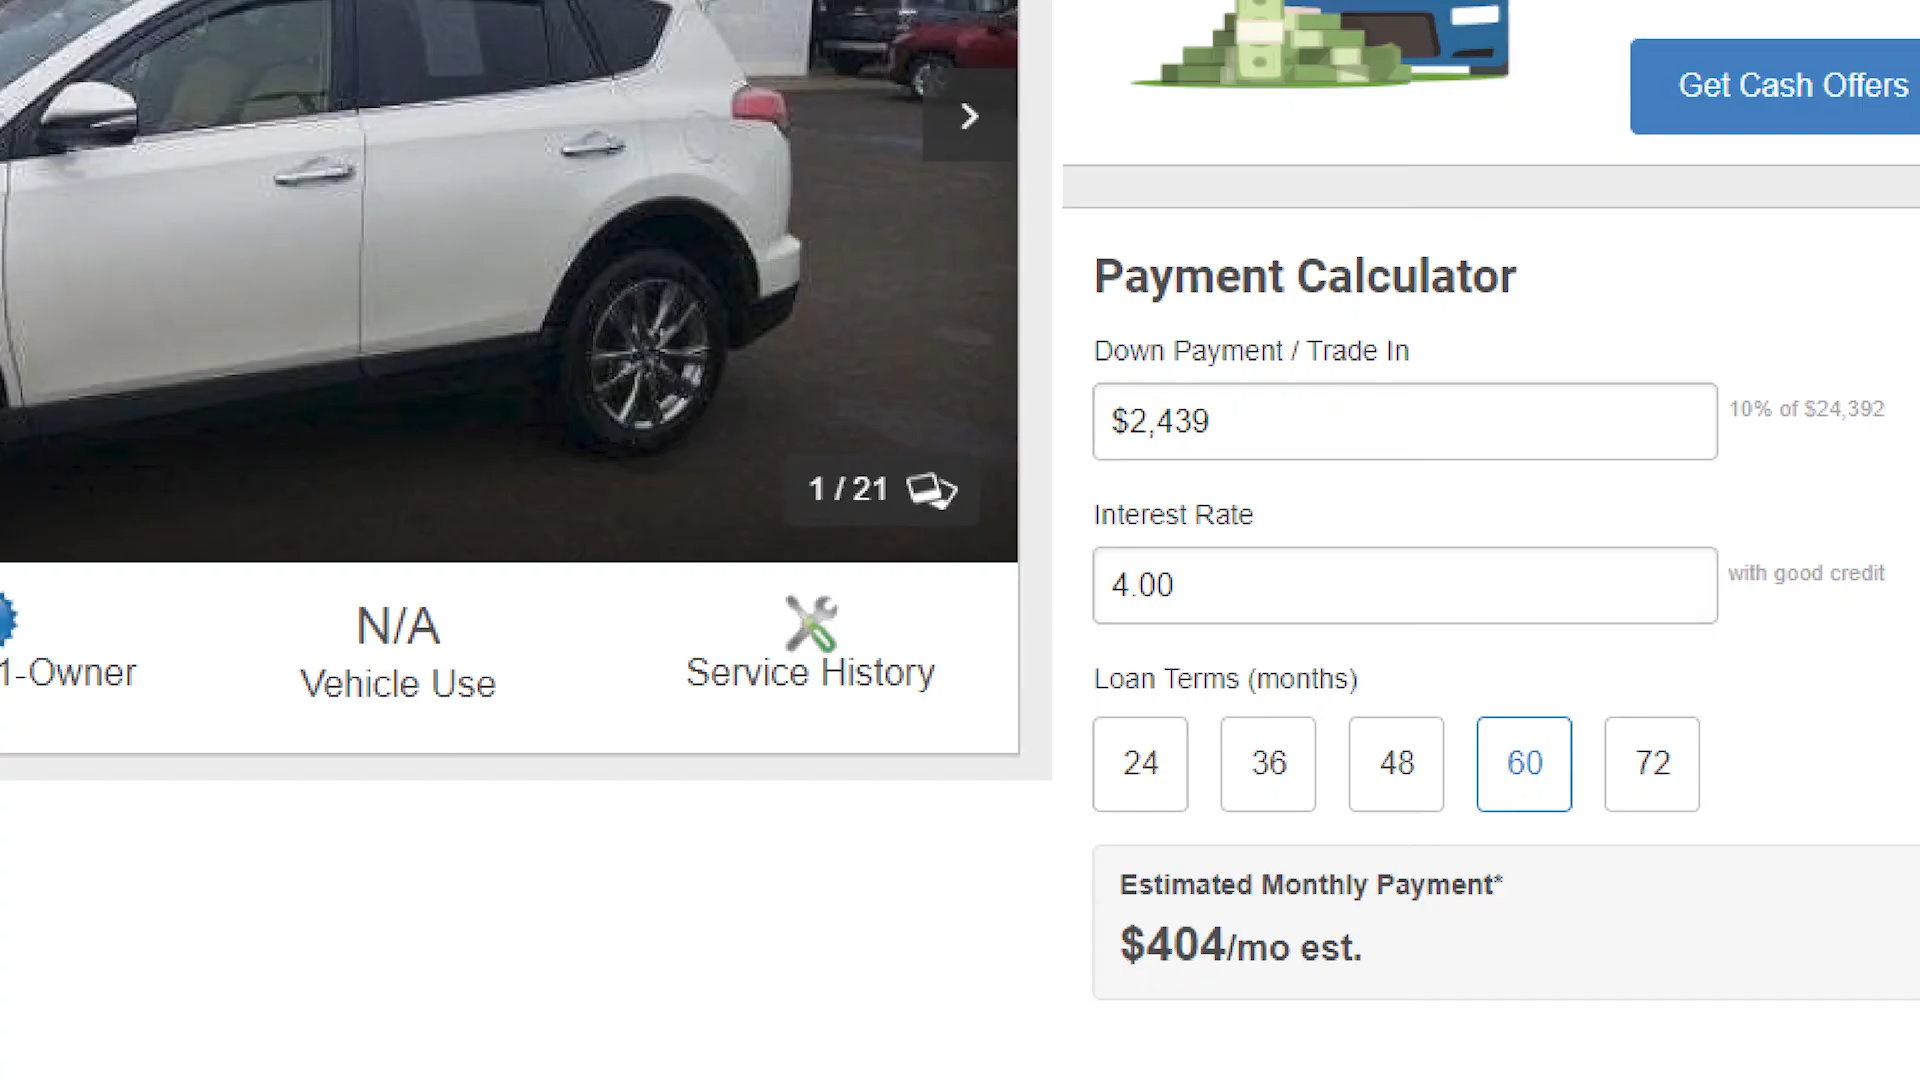 Get Cash Offers
1 / 21
1-Owner
N/A
Vehicle Use
Service History
Payment Calculator
Down Payment / Trade In
$2,439
10% of $24,392
Interest Rate
4.00
with good credit
Loan Terms (months)
24 36 48 60 72
Estimated Monthly Payment*
$404/mo est.